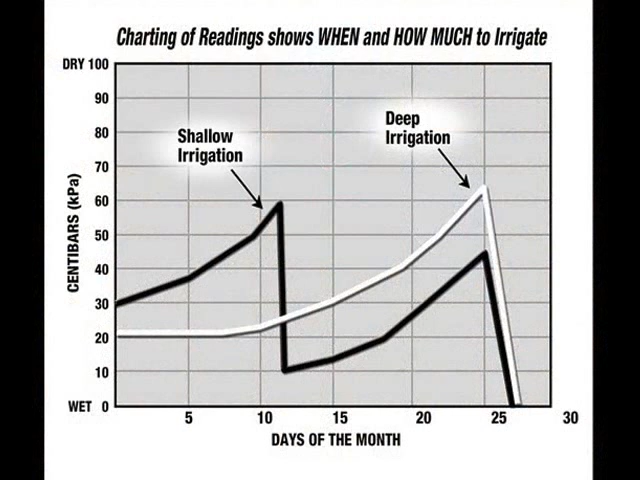 Charting of Readings shows WHEN and HOW MUCH to Irrigate
DRY 100
90
80
70
60
50
40
30
20
10
WET 0
CENTIBARS (kPa)
Shallow
Irrigation
Deep
Irrigation
5 10 15 20 25 30
DAYS OF THE MONTH